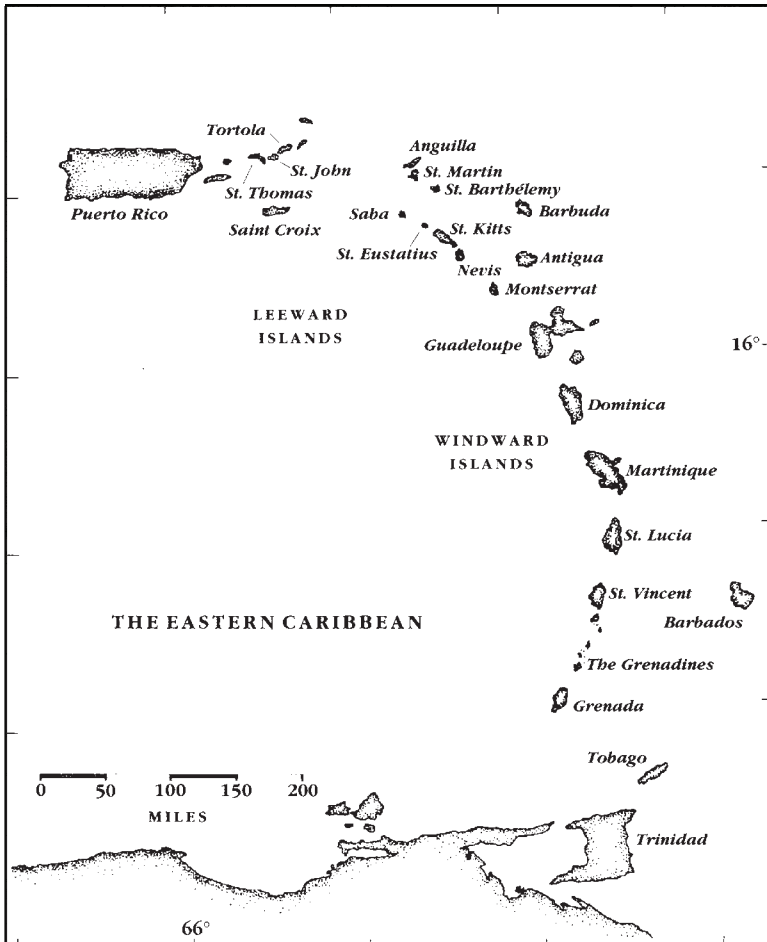 Tortola
Anguilla
St. John
St. Martin
St. Thomas
St. Barthélemy
Puerto Rico
Saint Croix
Saba
Barbuda
St. Kitts
St. Eustatius
Nevis
Antigua
Montserrat
LEEWARD
ISLANDS
Guadeloupe
16°
Dominica
WINDWARD
ISLANDS
Martinique
St. Lucia
St. Vincent
THE EASTERN CARIBBEAN
Barbados
The Grenadines
Grenada
Tobago
0 50 100 150 200
MILES
Trinidad
66°